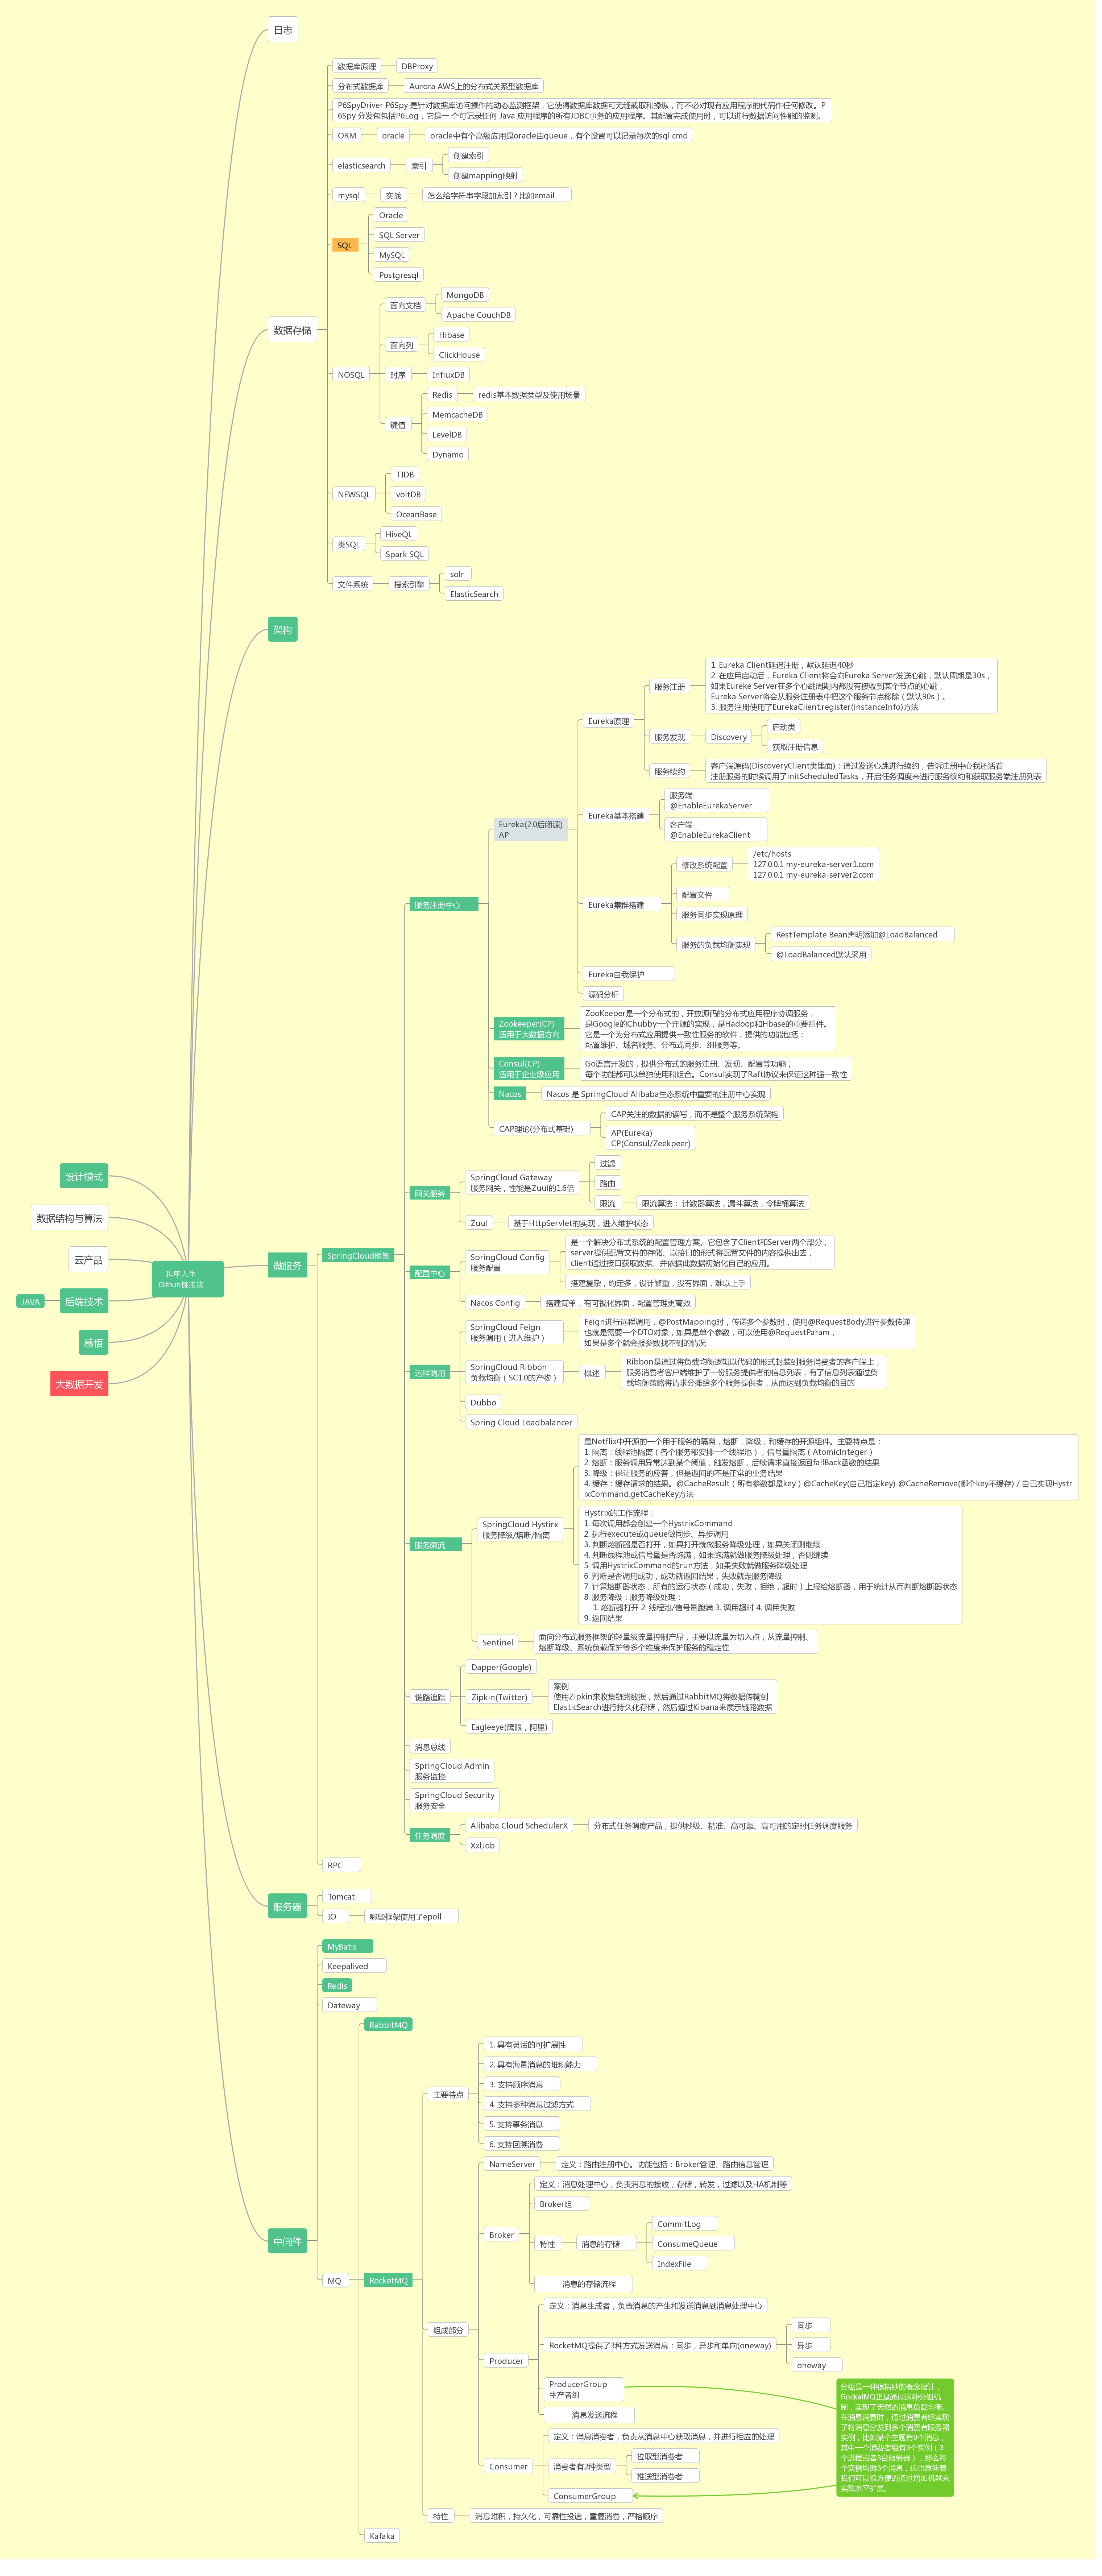 日志
数据存储
数据库原理
DBProxy
分布式数据库
Aurora AWS上的分布式关系型数据库
P6SpyDriver P6Spy 是针对数据库访问操作的动态监测框架，它使得数据库数据可无缝截取和操纵，而不必对现有应用程序的代码作任何修改。P
6Spy 分发包包括P6Log，它是一 个可记录任何 Java 应用程序的所有JDBC事务的应用程序。其配置完成使用时，可以进行数据访问性能的监测。
ORM
oracle
oracle中有个高级应用是oracle由queue，有个设置可以记录每次的sql cmd
elasticsearch
索引
创建索引
创建mapping映射
mysql
实战
怎么给字符串字段加索引？比如email
SQL
Oracle
SQL Server
MySQL
Postgresql
NOSQL
面向文档
MongoDB
Apache CouchDB
面向列
Hibase
ClickHouse
时序
InfluxDB
键值
Redis
redis基本数据类型及使用场景
MemcacheDB
LevelDB
Dynamo
NEWSQL
TIDB
voltDB
OceanBase
类SQL
HiveQL
Spark SQL
文件系统
搜索引擎
solr
ElasticSearch
架构
微服务
SpringCloud框架
服务注册中心
Eureka(2.0后闭源)
AP
Eureka原理
服务注册
1. Eureka Client延迟注册，默认延迟40秒
2. 在应用启动后，Eureka Client将会向Eureka Server发送心跳，默认周期是30s，
如果Eureke Server在多个心跳周期内都没有接收到某个节点的心跳，
Eureka Server将会从服务注册表中把这个服务节点移除（默认90s）。
3. 服务注册使用了EurekaClient.register(instanceInfo)方法
服务发现
Discovery
启动类
获取注册信息
服务续约
客户端源码(DiscoveryClient类里面)：通过发送心跳进行续约，告诉注册中心我还活着
注册服务的时候调用了initScheduledTasks，开启任务调度来进行服务续约和获取服务端注册列表
Eureka基本搭建
服务端
@EnableEurekaServer
客户端
@EnableEurekaClient
Eureka集群搭建
修改系统配置
/etc/hosts
127.0.0.1 my-eureka-server1.com
127.0.0.1 my-eureka-server2.com
配置文件
服务同步实现原理
服务的负载均衡实现
RestTemplate Bean声明添加@LoadBalanced
@LoadBalanced默认采用
Eureka自我保护
源码分析
Zookeeper(CP)
适用于大数据方向
ZooKeeper是一个分布式的，开放源码的分布式应用程序协调服务，
是Google的Chubby一个开源的实现，是Hadoop和Hbase的重要组件。
它是一个为分布式应用提供一致性服务的软件，提供的功能包括：
配置维护、域名服务、分布式同步、组服务等。
Consul(CP)
适用于企业级应用
Go语言开发的，提供分布式的服务注册、发现、配置等功能，
每个功能都可以单独使用和组合。Consul实现了Raft协议来保证这种强一致性
Nacos
Nacos 是 SpringCloud Alibaba生态系统中重要的注册中心实现
CAP理论(分布式基础)
CAP关注的数据的读写，而不是整个服务系统架构
AP(Eureka)
CP(Consul/Zeekpeer)
网关服务
SpringCloud Gateway
服务网关，性能是Zuul的1.6倍
过滤
路由
限流
限流算法： 计数器算法，漏斗算法，令牌桶算法
Zuul
基于HttpServlet的实现，进入维护状态
配置中心
SpringCloud Config
服务配置
是一个解决分布式系统的配置管理方案。它包含了Client和Server两个部分，
server提供配置文件的存储、以接口的形式将配置文件的内容提供出去，
client通过接口获取数据、并依据此数据初始化自己的应用。
搭建复杂，约定多，设计繁重，没有界面，难以上手
Nacos Config
搭建简单，有可视化界面，配置管理更高效
远程调用
SpringCloud Feign
服务调用（进入维护）
Feign进行远程调用，@PostMapping时，传递多个参数时，使用@RequestBody进行参数传递
也就是需要一个DTO对象，如果是单个参数，可以使用@RequestParam，
如果是多个就会报参数找不到的情况
SpringCloud Ribbon
负载均衡（SC1.0的产物）
概述
Ribbon是通过将负载均衡逻辑以代码的形式封装到服务消费者的客户端上，
服务消费者客户端维护了一份服务提供者的信息列表，有了信息列表通过负
载均衡策略将请求分摊给多个服务提供者，从而达到负载均衡的目的
Dubbo
Spring Cloud Loadbalancer
服务限流
SpringCloud Hystirx
服务降级/熔断/隔离
是Netflix中开源的一个用于服务的隔离，熔断，降级，和缓存的开源组件。主要特点是：
1. 隔离：线程池隔离（各个服务都安排一个线程池），信号量隔离（AtomicInteger）
2. 熔断：服务调用异常达到某个阈值，触发熔断，后续请求直接返回fallBack函数的结果
3. 降级：保证服务的应答，但是返回的不是正常的业务结果
4. 缓存：缓存请求的结果。@CacheResult（所有参数都是key）@CacheKey(自己指定key) @CacheRemove(哪个key不缓存) / 自己实现Hystr
ixCommand.getCacheKey方法
Hystrix的工作流程：
1. 每次调用都会创建一个HystrixCommand
2. 执行execute或queue做同步、异步调用
3. 判断熔断器是否打开，如果打开就做服务降级处理，如果关闭则继续
4. 判断线程池或信号量是否跑满，如果跑满就做服务降级处理，否则继续
5. 调用HystrixCommand的run方法，如果失败就做服务降级处理
6. 判断是否调用成功，成功就返回结果，失败就走服务降级
7. 计算熔断器状态，所有的运行状态（成功，失败，拒绝，超时）上报给熔断器，用于统计从而判断熔断器状态
8. 服务降级：服务降级处理：
1. 熔断器打开 2. 线程池/信号量跑满 3. 调用超时 4. 调用失败
9. 返回结果
Sentinel
面向分布式服务框架的轻量级流量控制产品，主要以流量为切入点，从流量控制、
熔断降级、系统负载保护等多个维度来保护服务的稳定性
链路追踪
Dapper(Google)
Zipkin(Twitter)
案例
使用Zipkin来收集链路数据，然后通过RabbitMQ将数据传输到
ElasticSearch进行持久化存储，然后通过Kibana来展示链路数据
Eagleeye(鹰眼，阿里)
消息总线
SpringCloud Admin
服务监控
SpringCloud Security
服务安全
任务调度
Alibaba Cloud SchedulerX
分布式任务调度产品，提供秒级、精准、高可靠、高可用的定时任务调度服务
XxlJob
RPC
设计模式
数据结构与算法
云产品
程序人生
Github链接接
JAVA
后端技术
感悟
大数据开发
服务器
Tomcat
IO
哪些框架使用了epoll
中间件
MyBatis
Keepalived
Redis
Dateway
MQ
RabbitMQ
RocketMQ
主要特点
1. 具有灵活的可扩展性
2. 具有海量消息的堆积能力
3. 支持顺序消息
4. 支持多种消息过滤方式
5. 支持事务消息
6. 支持回溯消费
组成部分
NameServer
定义：路由注册中心。功能包括：Broker管理、路由信息管理
Broker
定义：消息处理中心，负责消息的接收，存储，转发，过滤以及HA机制等
Broker组
特性
消息的存储
CommitLog
ConsumeQueue
IndexFile
消息的存储流程
Producer
定义：消息生成者，负责消息的产生和发送消息到消息处理中心
RocketMQ提供了3种方式发送消息：同步，异步和单向(oneway)
同步
异步
oneway
ProducerGroup
生产者组
消息发送流程
分组是一种很精妙的概念设计，
RocketMQ正是通过这种分组机
制，实现了天然的消息负载均衡。
在消息消费时，通过消费者组实现
了将消息分发到多个消费者服务器
实例，比如某个主题有9个消息，
其中一个消费者组有3个实例（3
个进程或者3台服务器），那么每
个实例均摊3个消息，这也意味着
我们可以很方便的通过增加机器来
实现水平扩展。
Consumer
定义：消息消费者，负责从消息中心获取消息，并进行相应的处理
消费者有2种类型
拉取型消费者
推送型消费者
ConsumerGroup
特性
消息堆积，持久化，可靠性投递，重复消费，严格顺序
Kafaka